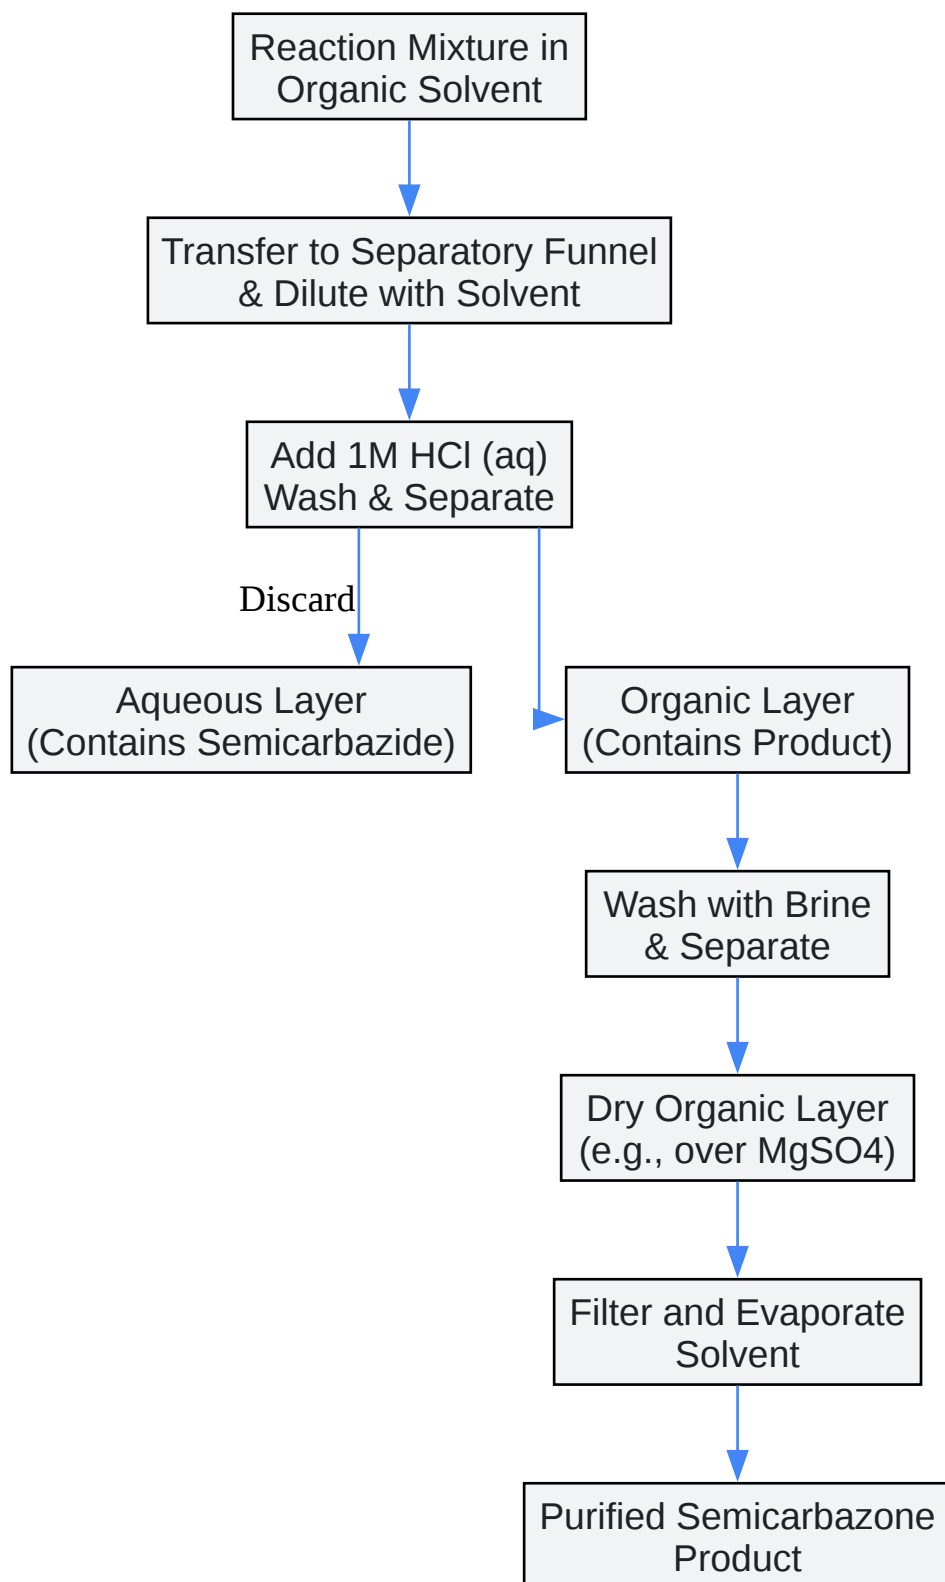 Reaction Mixture in
Organic Solvent
Transfer to Separatory Funnel
& Dilute with Solvent
Add 1M HCl (aq)
Wash & Separate
Discard
Aqueous Layer
(Contains Semicarbazide)
Organic Layer
(Contains Product)
Wash with Brine
& Separate
Dry Organic Layer
(e.g., over MgSO4)
Filter and Evaporate
Solvent
Purified Semicarbazone
Product